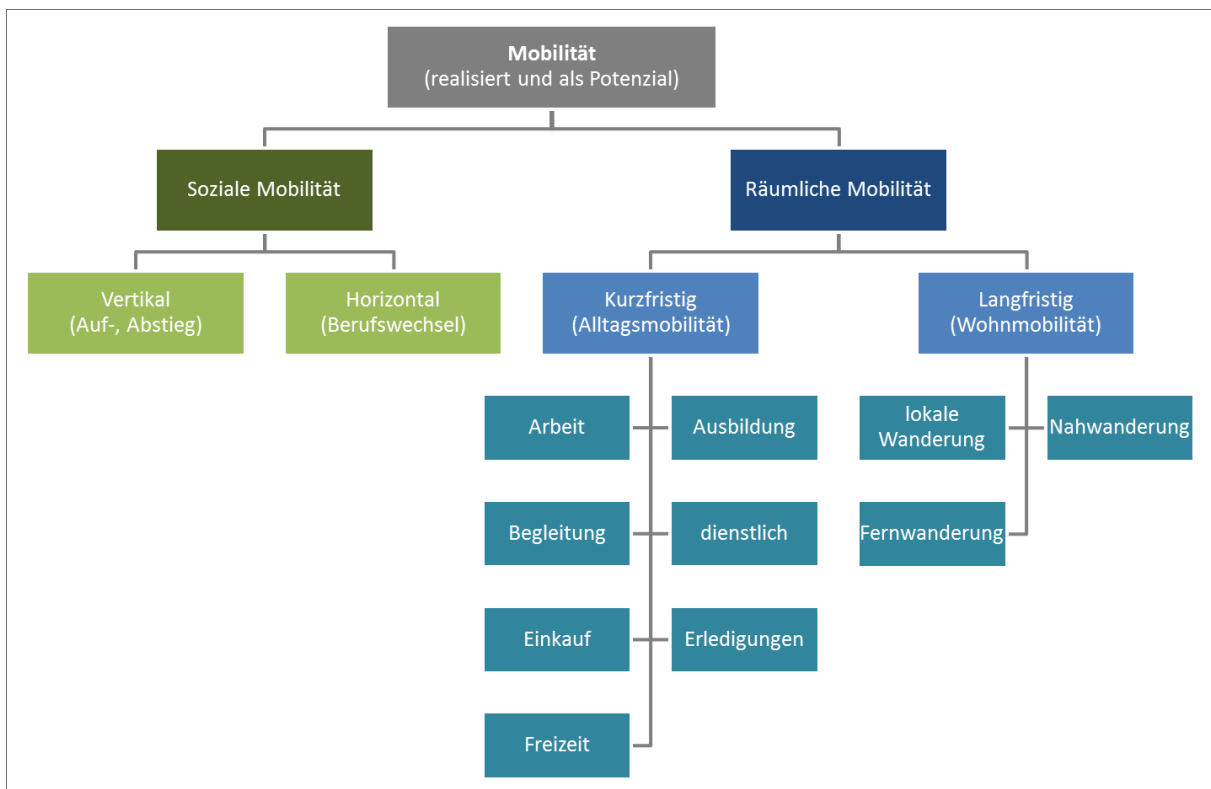 Mobilität
(realisiert und als Potenzial)
Soziale Mobilität
Räumliche Mobilität
Vertikal
(Auf-, Abstieg)
Horizontal
(Berufswechsel)
Kurzfristig
(Alltagsmobilität)
Langfristig
(Wohnmobilität)
Arbeit
Ausbildung
lokale
Wanderung
Nahwanderung
Begleitung
dienstlich
Fernwanderung
Einkauf
Erledigungen
Freizeit